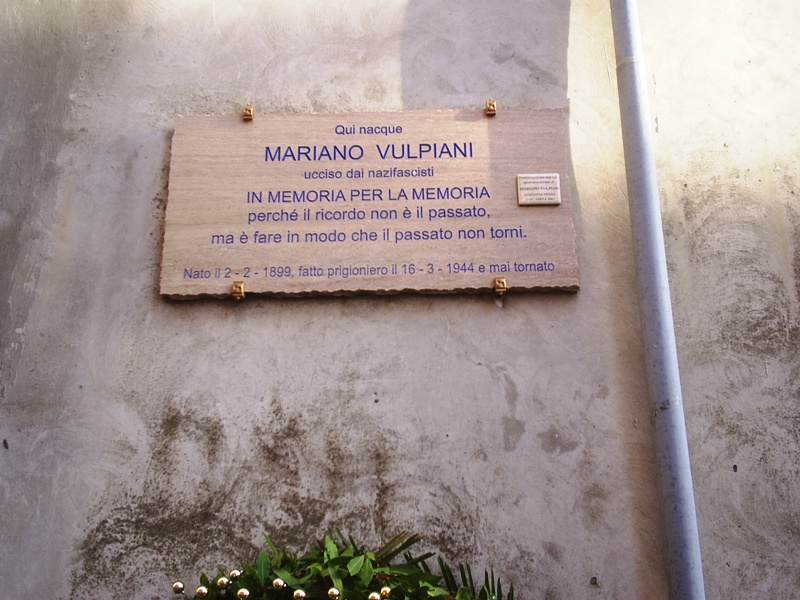 Qui nacque
MARIANO VULPIANI
ucciso dai nazifascisti
IN MEMORIA PER LA MEMORIA
perché il ricordo non è il passato,
ma è fare in modo che il passato non torni.
Nato il 2 - 2 - 1899, fatto prigioniero il 16 - 3 - 1944 e mai tornato
MARIANO VULPIANI